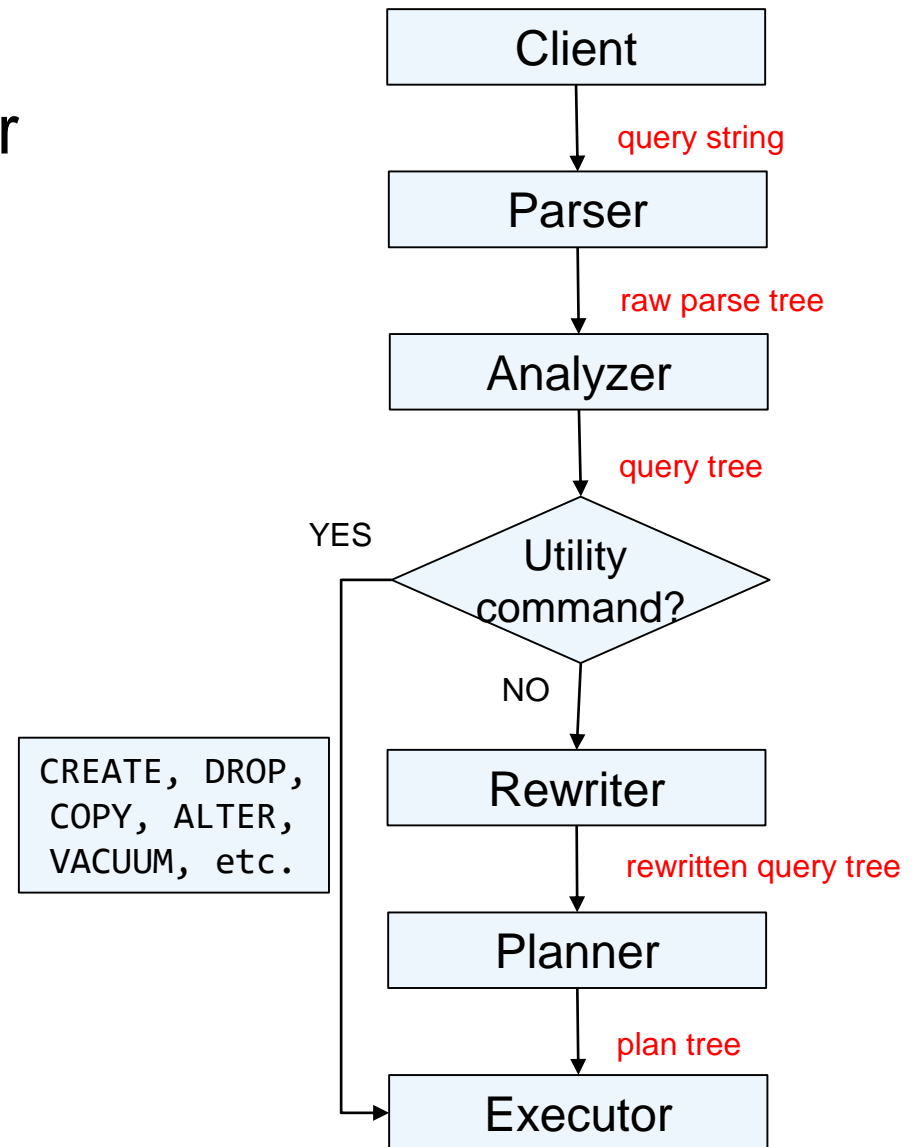 Client
r
query string
Parser
raw parse tree
Analyzer
query tree
YES
Utility
command?
NO
CREATE, DROP,
COPY, ALTER,
VACUUM, etc.
Rewriter
rewritten query tree
Planner
plan tree
Executor